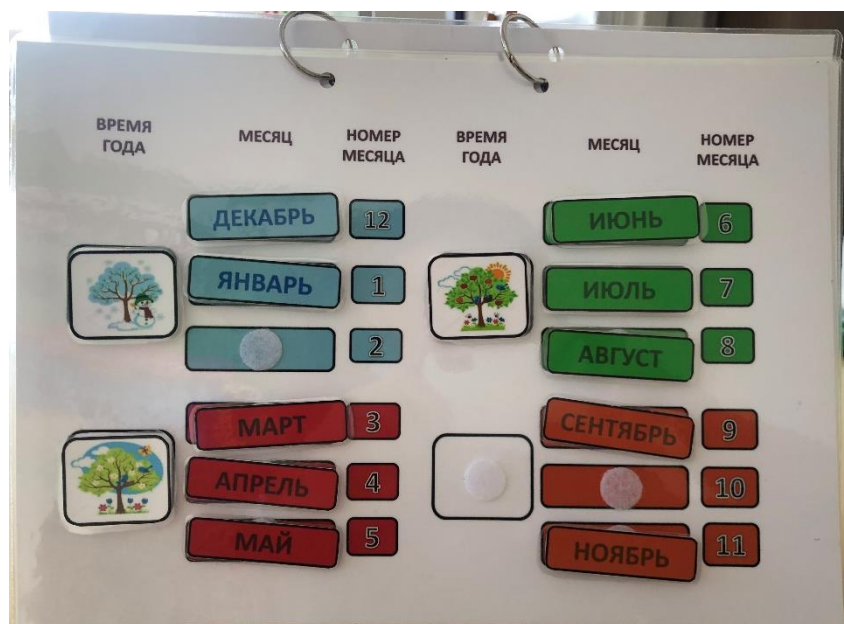 ВРЕМЯ
ГОДА
МЕСЯЦ
НОМЕР
МЕСЯЦА
ВРЕМЯ
ГОДА
МЕСЯЦ
НОМЕР
МЕСЯЦА
ДЕКАБРЬ 12
ЯНВАРЬ 1
2
МАРТ 3
АПРЕЛЬ 4
МАЙ 5
ИЮНЬ 6
ИЮЛЬ 7
АВГУСТ 8
СЕНТЯБРЬ 9
10
НОЯБРЬ 11